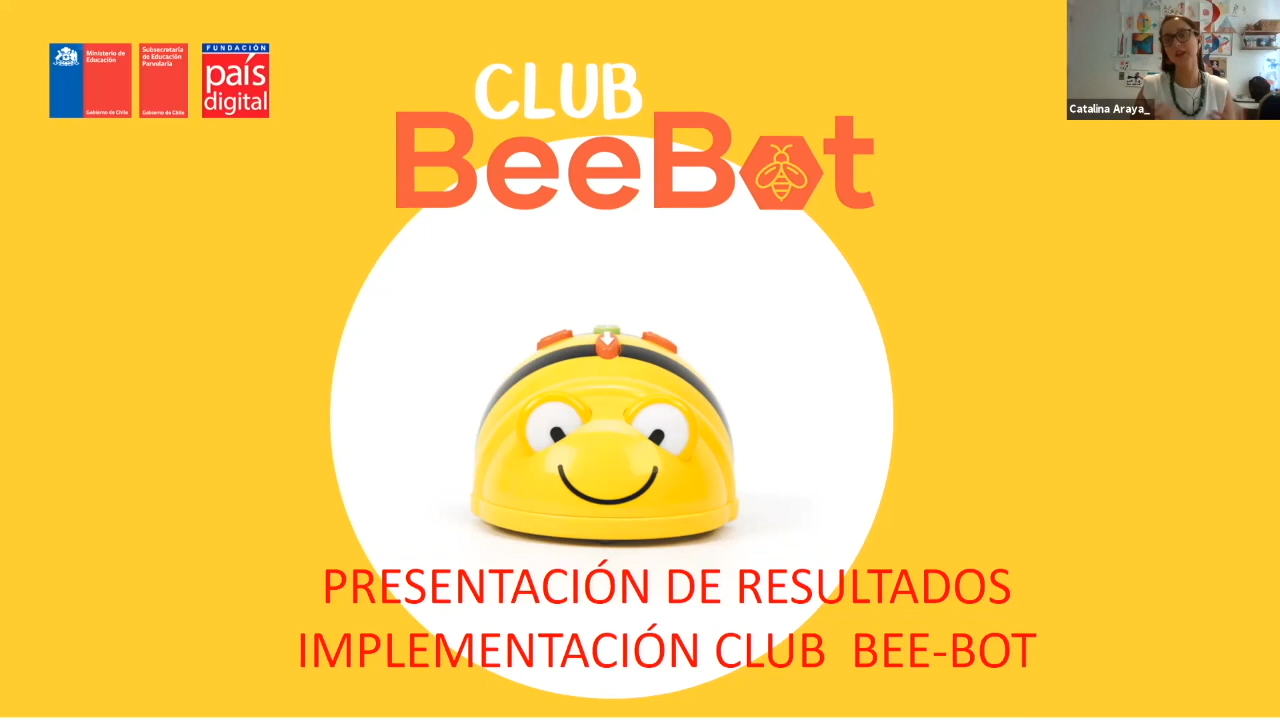 Ministerio de
Educación
Gobierno de Chile
Subsecretaría
de Educación
Parvularia
Gobierno de Chile
FUNDACIÓN
país
digital
CLUB
BeeBot
Catalina Araya_
PRESENTACIÓN DE RESULTADOS
IMPLEMENTACIÓN CLUB BEE-BOT